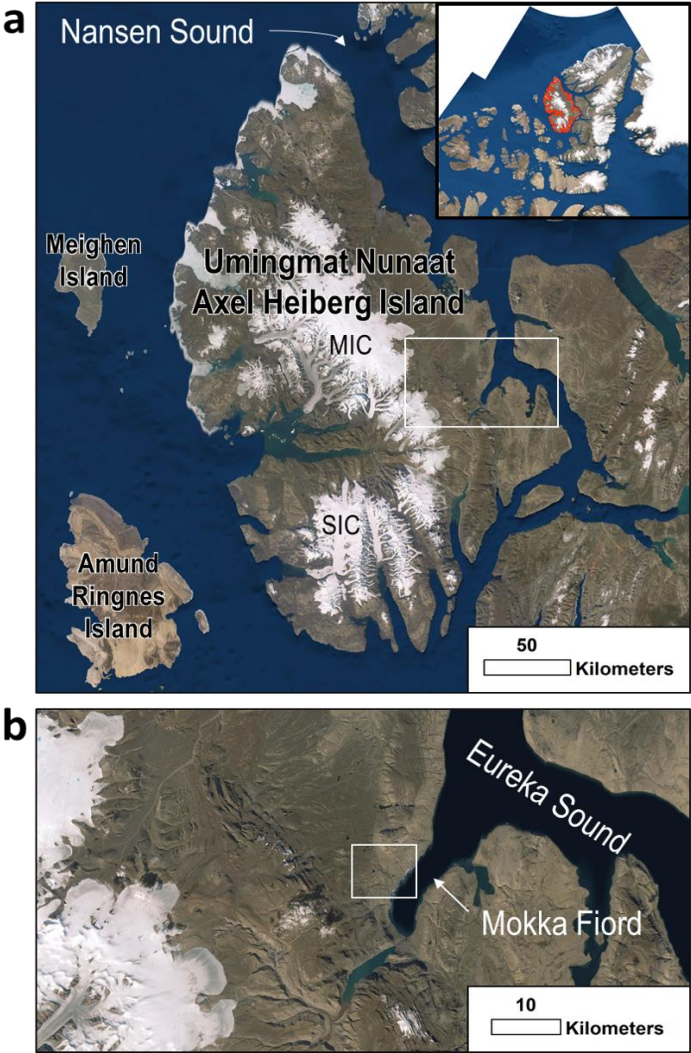 a
Nansen Sound
Meighen
Island
Umingmat Nunaat
Axel Heiberg Island
MIC
SIC
Amund
Ringnes
Island
50
Kilometers
b
Eureka Sound
Mokka Fiord
10
Kilometers